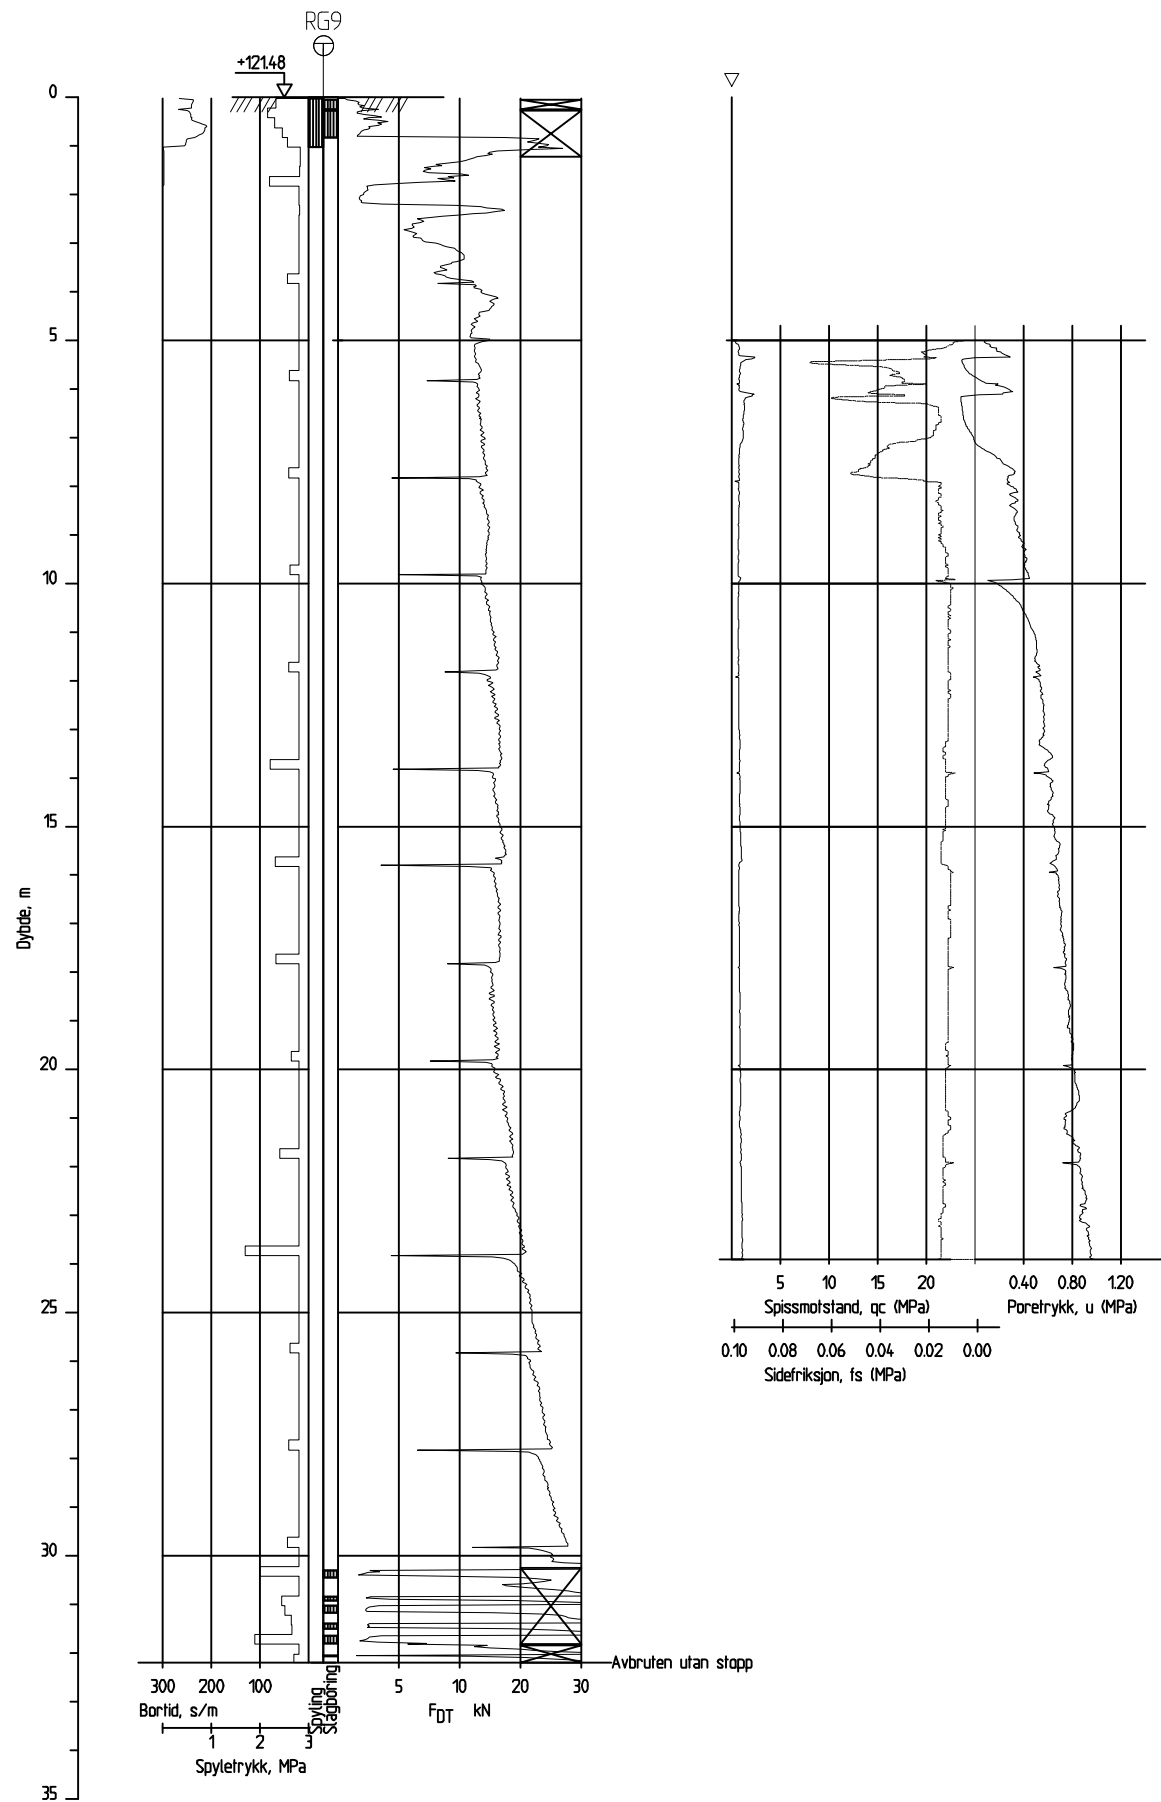 RG9
+121.48
0
5
10
15
20
25
30
35
Dybde, m
Avbruten utan stopp
300 200 100
5 10 20 30
Bortid, s/m
FDT kN
Spyling
Slagboring
1 2 3
Spyletrykk, MPa
5 10 15 20
0.40 0.80 1.20
Spissmotstand, qc (MPa)
Poretrykk, u (MPa)
0.10 0.08 0.06 0.04 0.02 0.00
Sidefriksjon, fs (MPa)